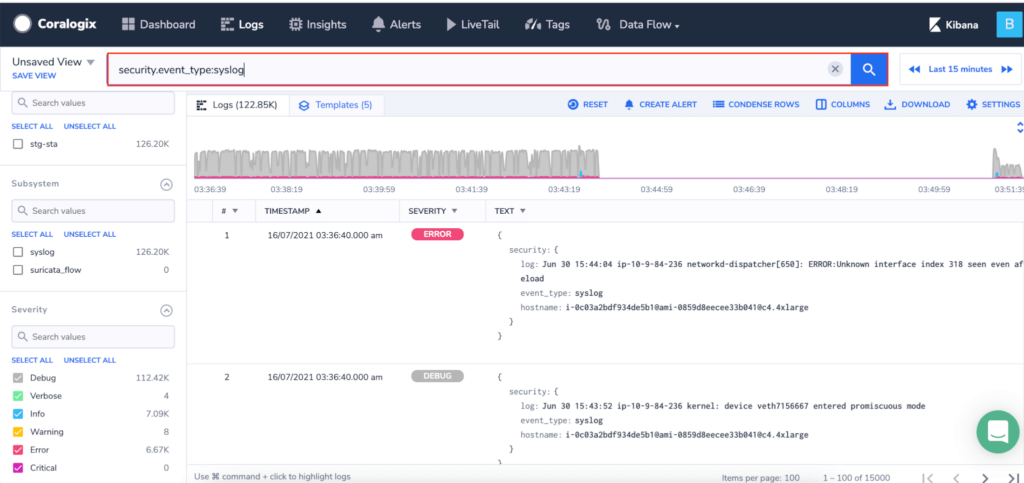 Coralogix Dashboard Logs Insights Alerts LiveTail Tags Data Flow Kibana B
Unsaved View
SAVE VIEW
security.event_type:syslog
Last 15 minutes
Search values
SELECT ALL UNSELECT ALL
stg-sta 126.20K
Subsystem
Search values
SELECT ALL UNSELECT ALL
syslog 126.20K
suricata_flow 0
Severity
Search values
SELECT ALL UNSELECT ALL
Debug 112.42K
Verbose 4
Info 7.09K
Warning 8
Error 6.67K
Critical 0
Logs (122.85K) Templates (5) RESET CREATE ALERT CONDENSE ROWS COLUMNS DOWNLOAD SETTINGS
03:36:39 03:38:19 03:39:59 03:41:39 03:43:19 03:44:59 03:46:39 03:48:19 03:49:59 03:51:39
# TIMESTAMP SEVERITY TEXT
1 16/07/2021 03:36:40.000 am ERROR {
security: {
log: Jun 30 15:44:04 ip-10-9-84-236 networkd-dispatcher[650]: ERROR:Unknown interface index 318 seen even af
eload
event_type: syslog
hostname: i-0c03a2bdf934de5b1@ami-0859d8eecee33b041@c4.4xlarge
}
}
2 16/07/2021 03:36:40.000 am DEBUG {
security: {
log: Jun 30 15:43:52 ip-10-9-84-236 kernel: device veth7156667 entered promiscuous mode
event_type: syslog
hostname: i-0c03a2bdf934de5b1@ami-0859d8eecee33b041@c4.4xlarge
}
}
Use ⌘ command + click to highlight logs Items per page: 100 1 – 100 of 15000